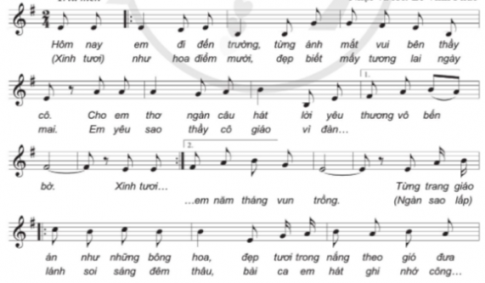 Hôm nay em đi đến trường, từng ánh mắt vui bên thầy
(Xinh tươi) như hoa điểm mười, đẹp biết mấy tương lai ngày
1.
cô. Cho em thơ ngàn câu hát lời yêu thương vỗ bến
mai. Em yêu sao thầy cô giáo vì đàn...
2.
bờ. Xinh tươi... Từng trang giáo
...em năm tháng vun trồng. (Ngàn sao lấp)
án như những bông hoa, đẹp tươi trong nắng theo gió đưa
lánh soi sáng đêm thâu, bài ca em hát ghi nhớ công...